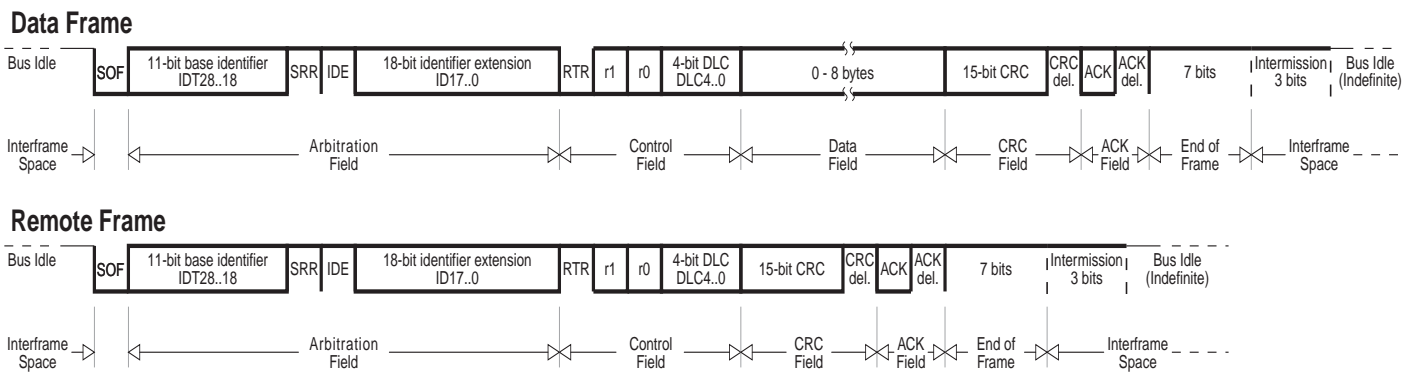 Data Frame
Bus Idle
SOF
11-bit base identifier
IDT28..18
SRR
IDE
18-bit identifier extension
ID17..0
RTR
r1
r0
4-bit DLC
DLC4..0
0 - 8 bytes
15-bit CRC
CRC
del.
ACK
ACK
del.
7 bits
Intermission
3 bits
Bus Idle
(Indefinite)
Interframe
Space
Arbitration
Field
Control
Field
Data
Field
CRC
Field
ACK
Field
End of
Frame
Interframe
Space
Remote Frame
Bus Idle
SOF
11-bit base identifier
IDT28..18
SRR
IDE
18-bit identifier extension
ID17..0
RTR
r1
r0
4-bit DLC
DLC4..0
15-bit CRC
CRC
del.
ACK
ACK
del.
7 bits
Intermission
3 bits
Bus Idle
(Indefinite)
Interframe
Space
Arbitration
Field
Control
Field
CRC
Field
ACK
Field
End of
Frame
Interframe
Space